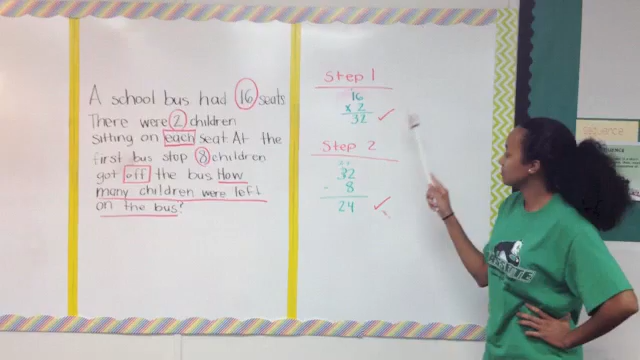 A school bus had 16 seats
There were 2 children
sitting on each seat. At the
first bus stop 8 children
got off the bus How
many children were left
on the bus?
Step 1
16
x 2
32
Step 2
32
- 8
24
sequence